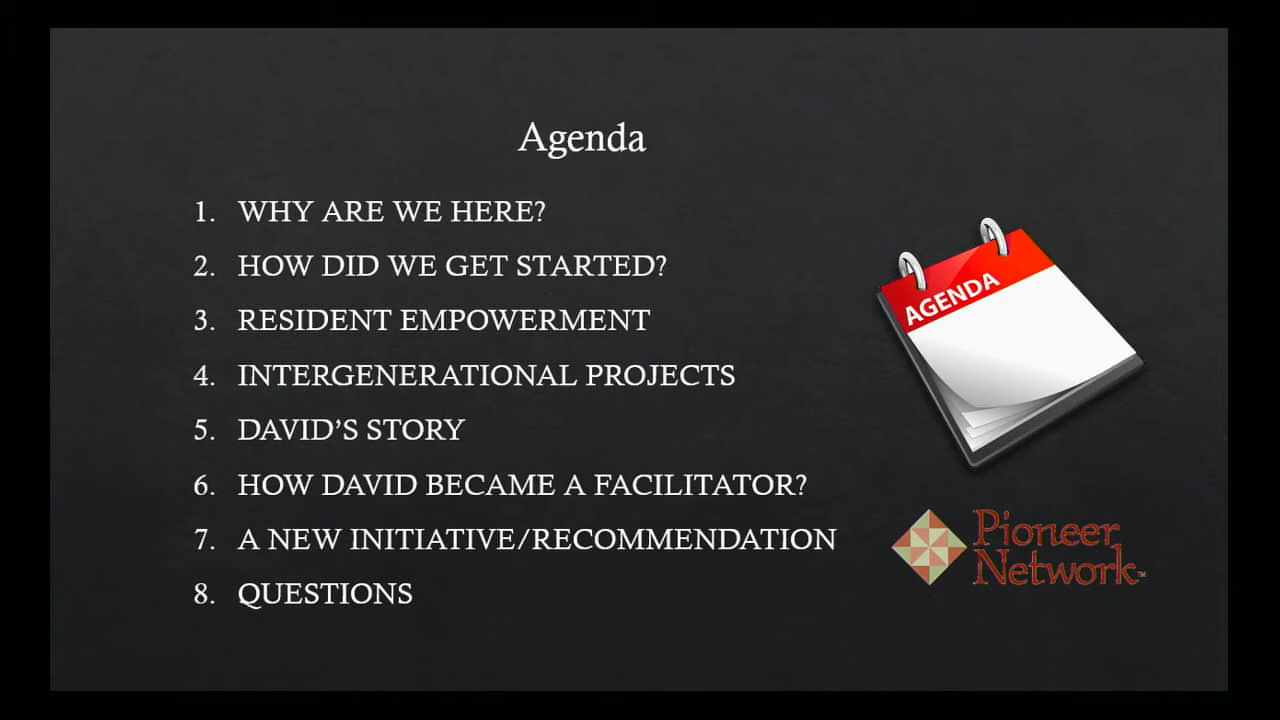 Agenda
1. WHY ARE WE HERE?
2. HOW DID WE GET STARTED?
3. RESIDENT EMPOWERMENT
4. INTERGENERATIONAL PROJECTS
5. DAVID’S STORY
6. HOW DAVID BECAME A FACILITATOR?
7. A NEW INITIATIVE/RECOMMENDATION
8. QUESTIONS
AGENDA
Pioneer
Network™